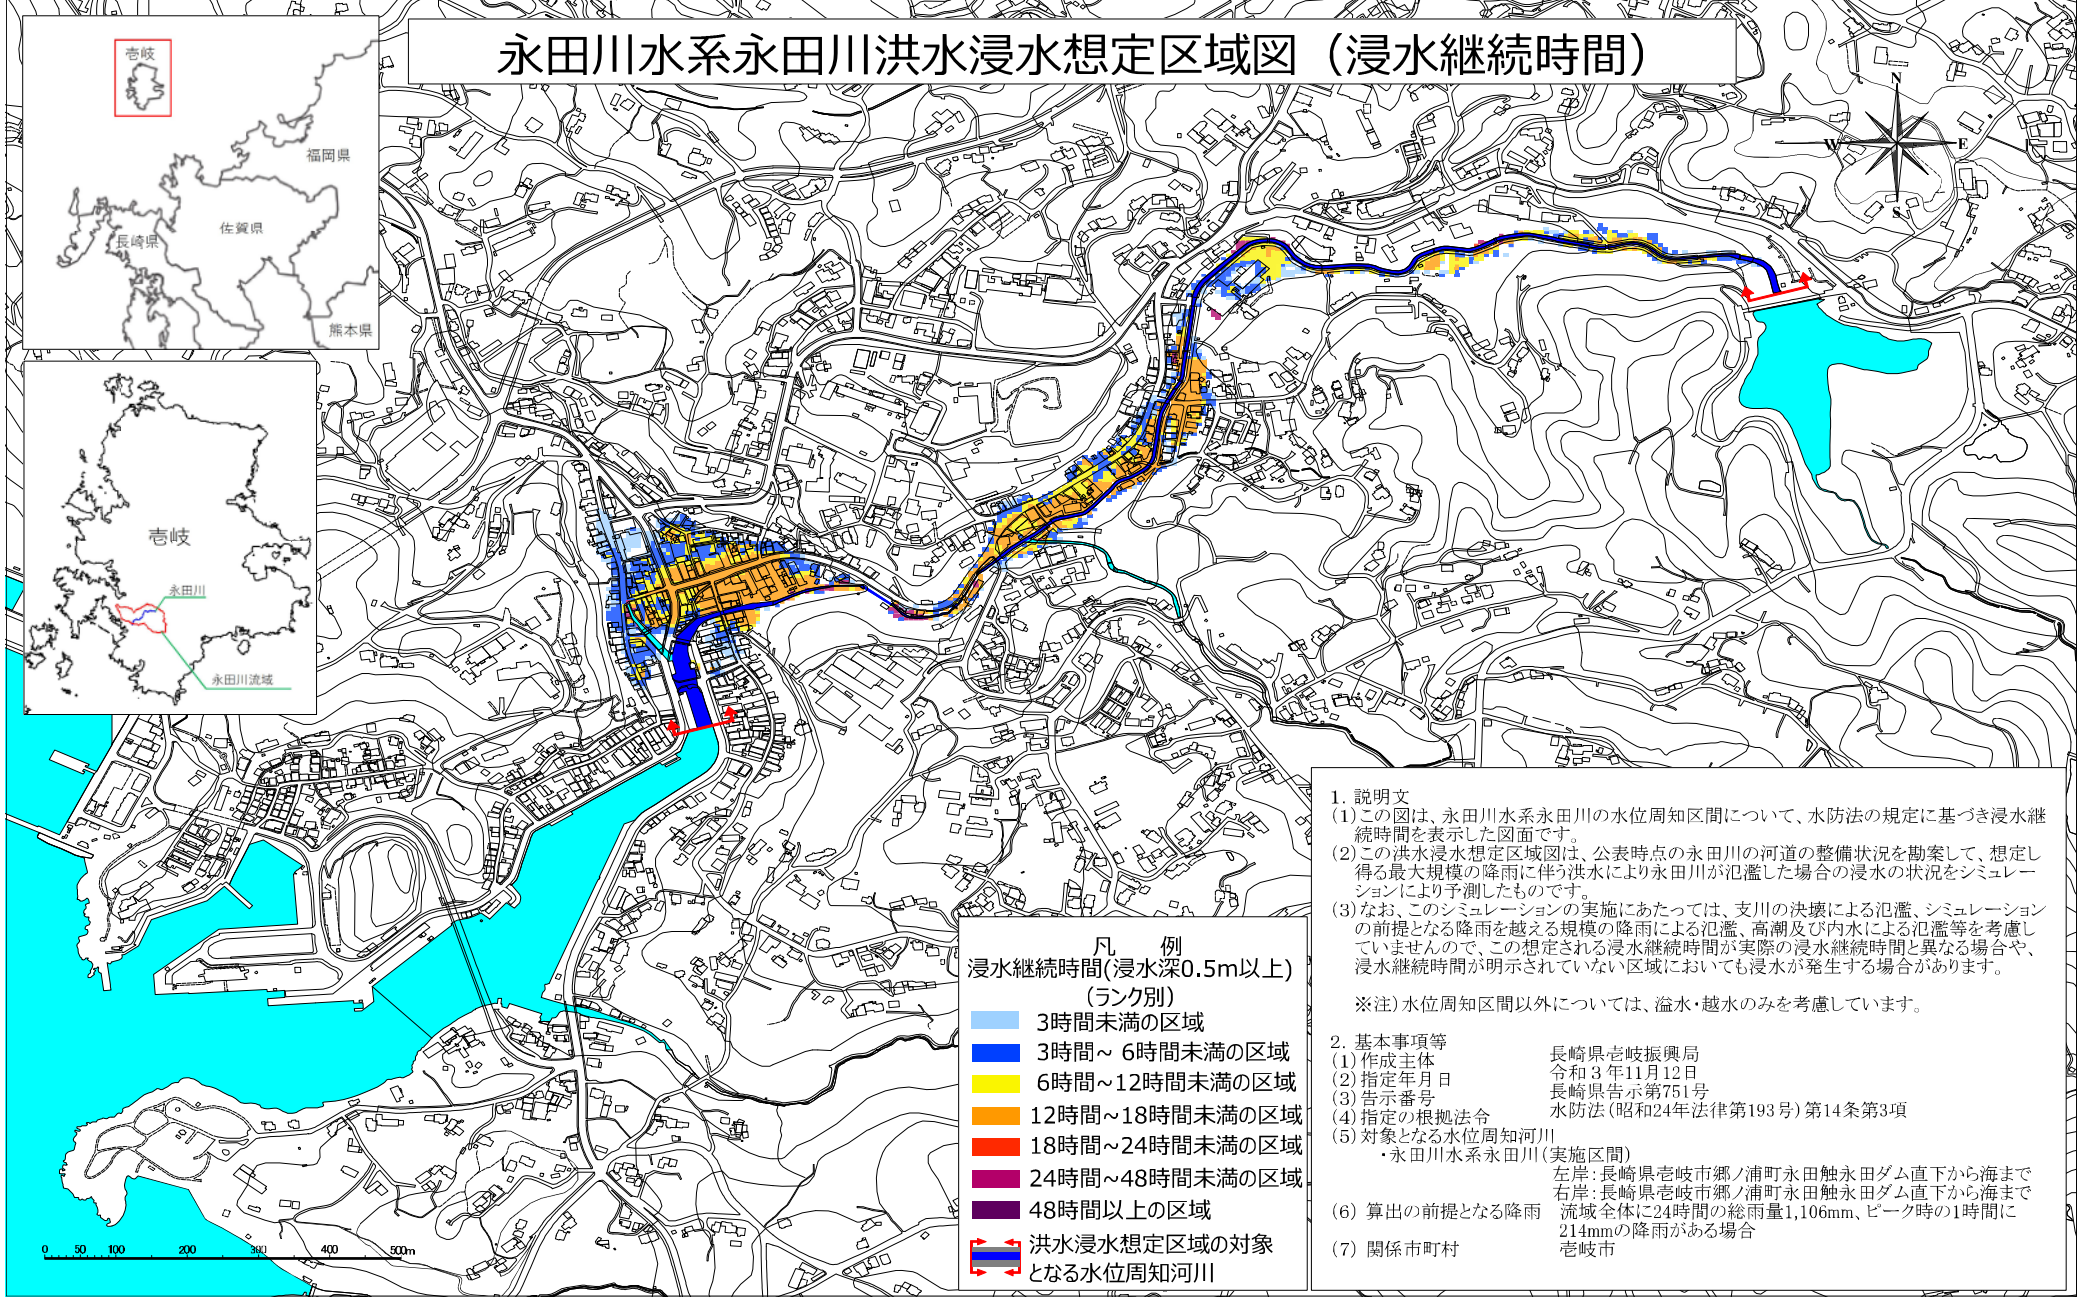 永田川水系永田川洪水浸水想定区域図（浸水継続時間）
壱岐
福岡県
佐賀県
長崎県
熊本県
N
W
E
S
壱岐
永田川
永田川流域
凡　例
浸水継続時間(浸水深0.5m以上)
（ランク別）
3時間未満の区域
3時間~ 6時間未満の区域
6時間~12時間未満の区域
12時間~18時間未満の区域
18時間~24時間未満の区域
24時間~48時間未満の区域
48時間以上の区域
洪水浸水想定区域の対象
となる水位周知河川
1. 説明文
(1)この図は、永田川水系永田川の水位周知区間について、水防法の規定に基づき浸水継
続時間を表示した図面です。
(2)この洪水浸水想定区域図は、公表時点の永田川の河道の整備状況を勘案して、想定し
得る最大規模の降雨に伴う洪水により永田川が氾濫した場合の浸水の状況をシミュレー
ションにより予測したものです。
(3)なお、このシミュレーションの実施にあたっては、支川の決壊による氾濫、シミュレーション
の前提となる降雨を越える規模の降雨による氾濫、高潮及び内水による氾濫等を考慮し
ていませんので、この想定される浸水継続時間が実際の浸水継続時間と異なる場合や、
浸水継続時間が明示されていない区域においても浸水が発生する場合があります。
※注)水位周知区間以外については、溢水・越水のみを考慮しています。
2. 基本事項等
(1)作成主体 長崎県壱岐振興局
(2)指定年月日 令和３年11月12日
(3)告示番号 長崎県告示第751号
(4)指定の根拠法令 水防法(昭和24年法律第193号)第14条第3項
(5)対象となる水位周知河川
・永田川水系永田川(実施区間)
左岸：長崎県壱岐市郷ノ浦町永田触永田ダム直下から海まで
右岸：長崎県壱岐市郷ノ浦町永田触永田ダム直下から海まで
(6) 算出の前提となる降雨 流域全体に24時間の総雨量1,106mm、ピーク時の1時間に
214mmの降雨がある場合
(7) 関係市町村 壱岐市
0 50 100 200 300 400 500m